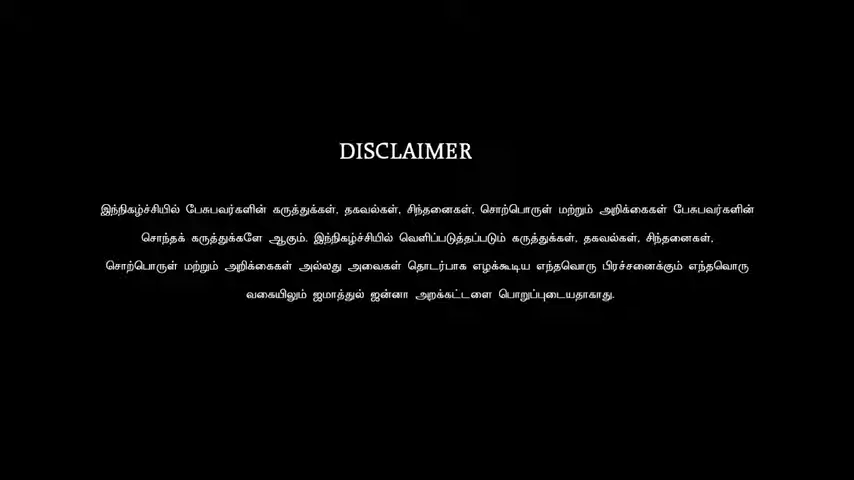 DISCLAIMER
இந்நிகழ்ச்சியில் பேசுபவர்களின் கருத்துக்கள், தகவல்கள், சிந்தனைகள், சொற்பொருள் மற்றும் அறிக்கைகள் பேசுபவர்களின்
சொந்தக் கருத்துக்களே ஆகும். இந்நிகழ்ச்சியில் வெளிப்படுத்தப்படும் கருத்துக்கள், தகவல்கள், சிந்தனைகள்,
சொற்பொருள் மற்றும் அறிக்கைகள் அல்லது அவைகள் தொடர்பாக எழக்கூடிய எந்தவொரு பிரச்சனைக்கும் எந்தவொரு
வகையிலும் ஜமாத்துல் ஜன்னா அறக்கட்டளை பொறுப்புடையதாகாது.